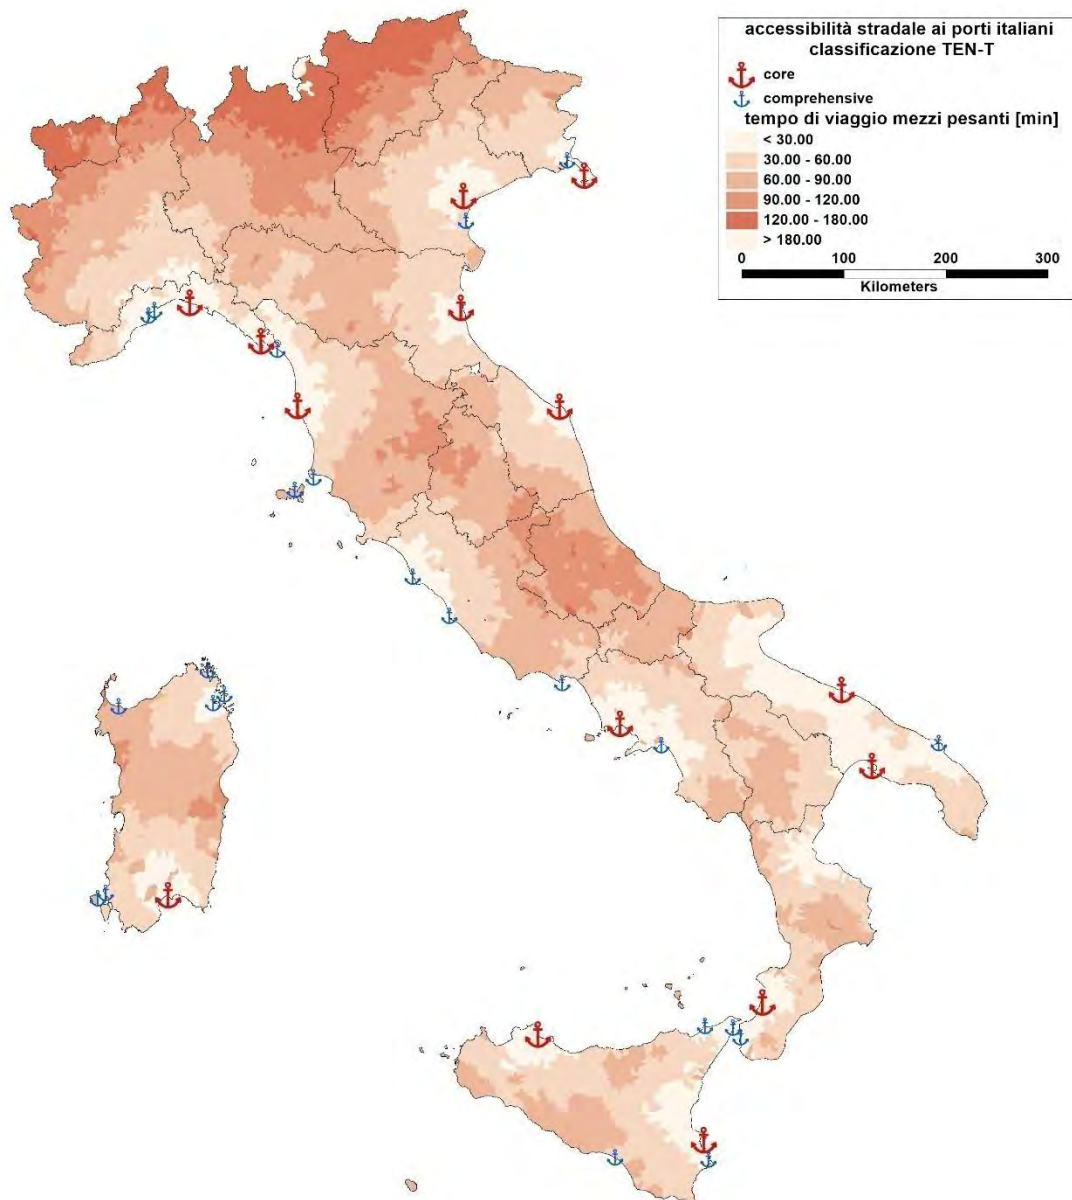 accessibilità stradale ai porti italiani
classificazione TEN-T
core
comprehensive
tempo di viaggio mezzi pesanti [min]
< 30.00
30.00 - 60.00
60.00 - 90.00
90.00 - 120.00
120.00 - 180.00
> 180.00
0 100 200 300
Kilometers